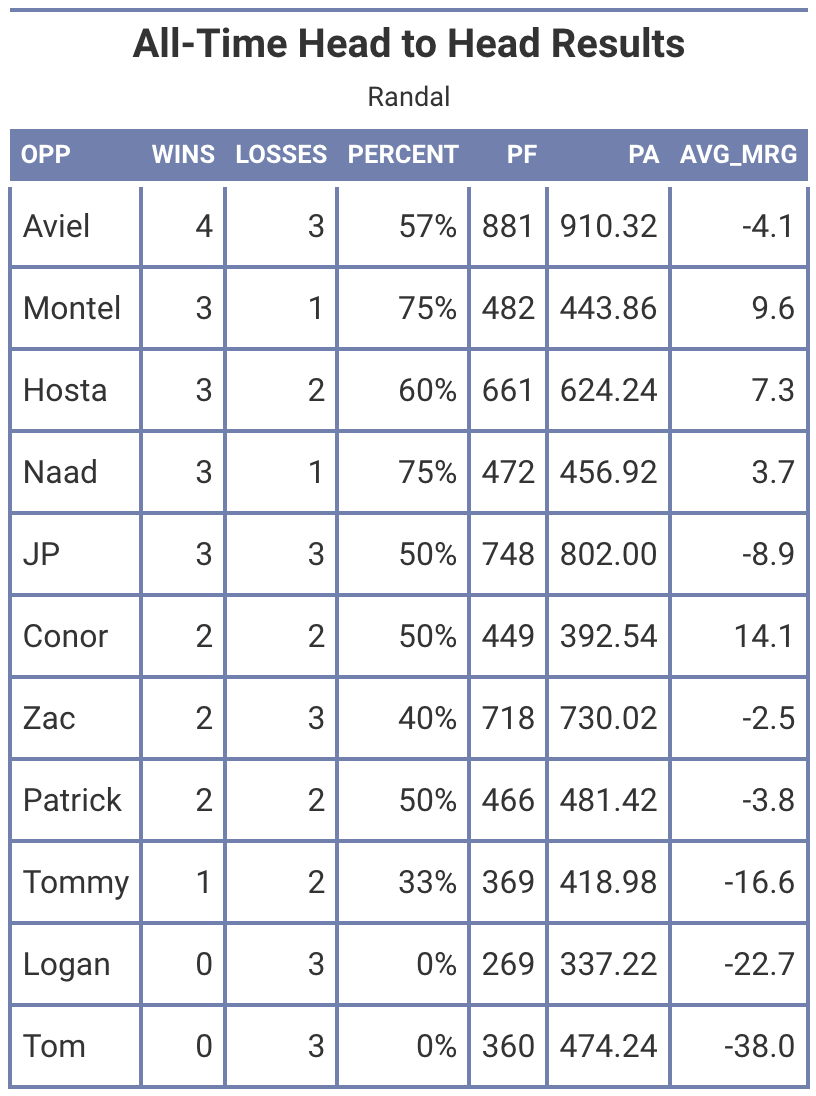 All-Time Head to Head Results
Randal
OPP WINS LOSSES PERCENT PF PA AVG_MRG
Aviel 4 3 57% 881 910.32 -4.1
Montel 3 1 75% 482 443.86 9.6
Hosta 3 2 60% 661 624.24 7.3
Naad 3 1 75% 472 456.92 3.7
JP 3 3 50% 748 802.00 -8.9
Conor 2 2 50% 449 392.54 14.1
Zac 2 3 40% 718 730.02 -2.5
Patrick 2 2 50% 466 481.42 -3.8
Tommy 1 2 33% 369 418.98 -16.6
Logan 0 3 0% 269 337.22 -22.7
Tom 0 3 0% 360 474.24 -38.0